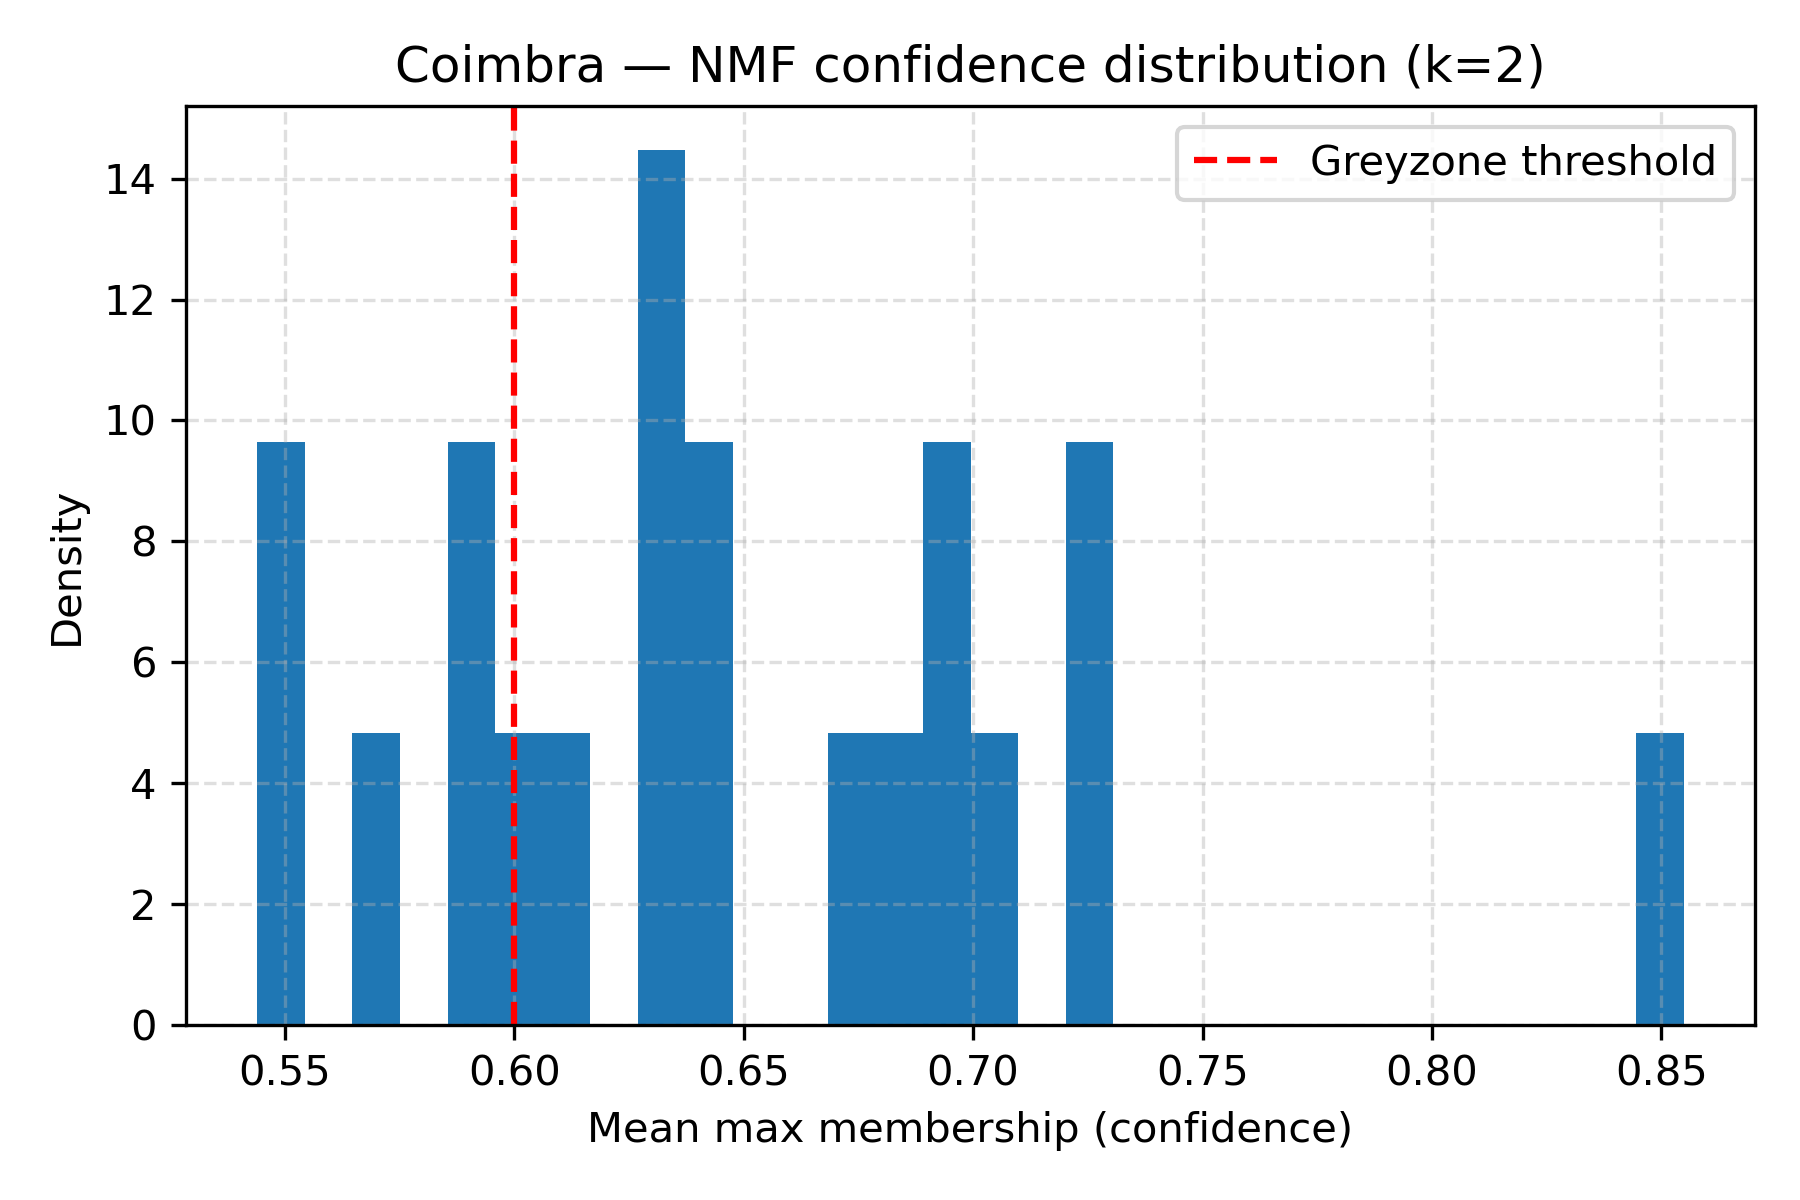 Coimbra — NMF confidence distribution (k=2)
Greyzone threshold
Density
14
12
10
8
6
4
2
0
0.55 0.60 0.65 0.70 0.75 0.80 0.85
Mean max membership (confidence)